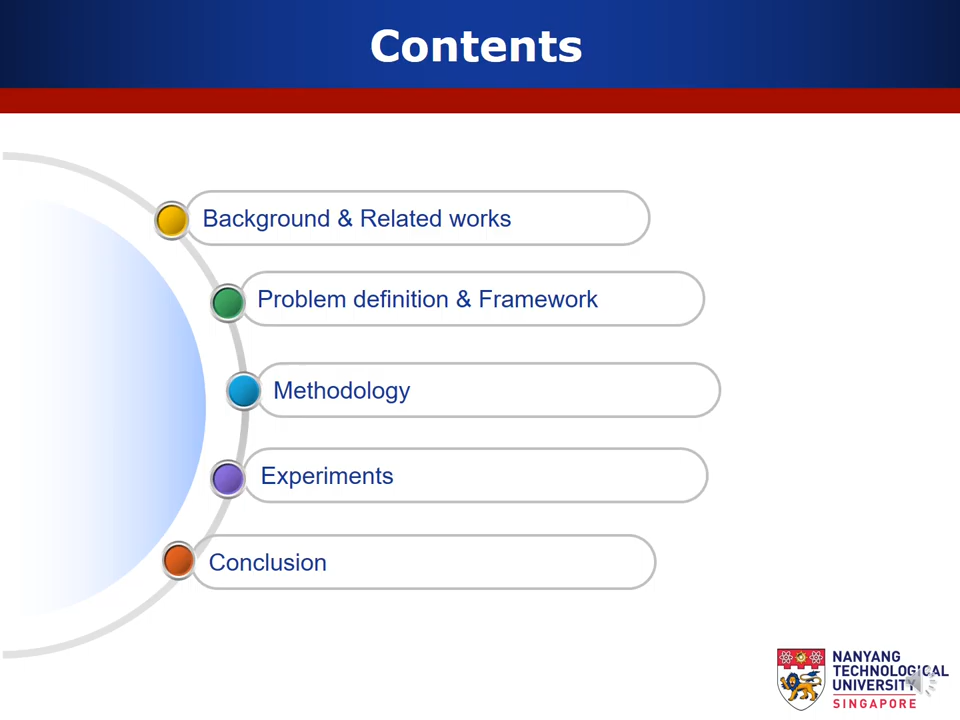 Contents
Background & Related works
Problem definition & Framework
Methodology
Experiments
Conclusion
NANYANG
TECHNOLOGICAL
UNIVERSITY
SINGAPORE